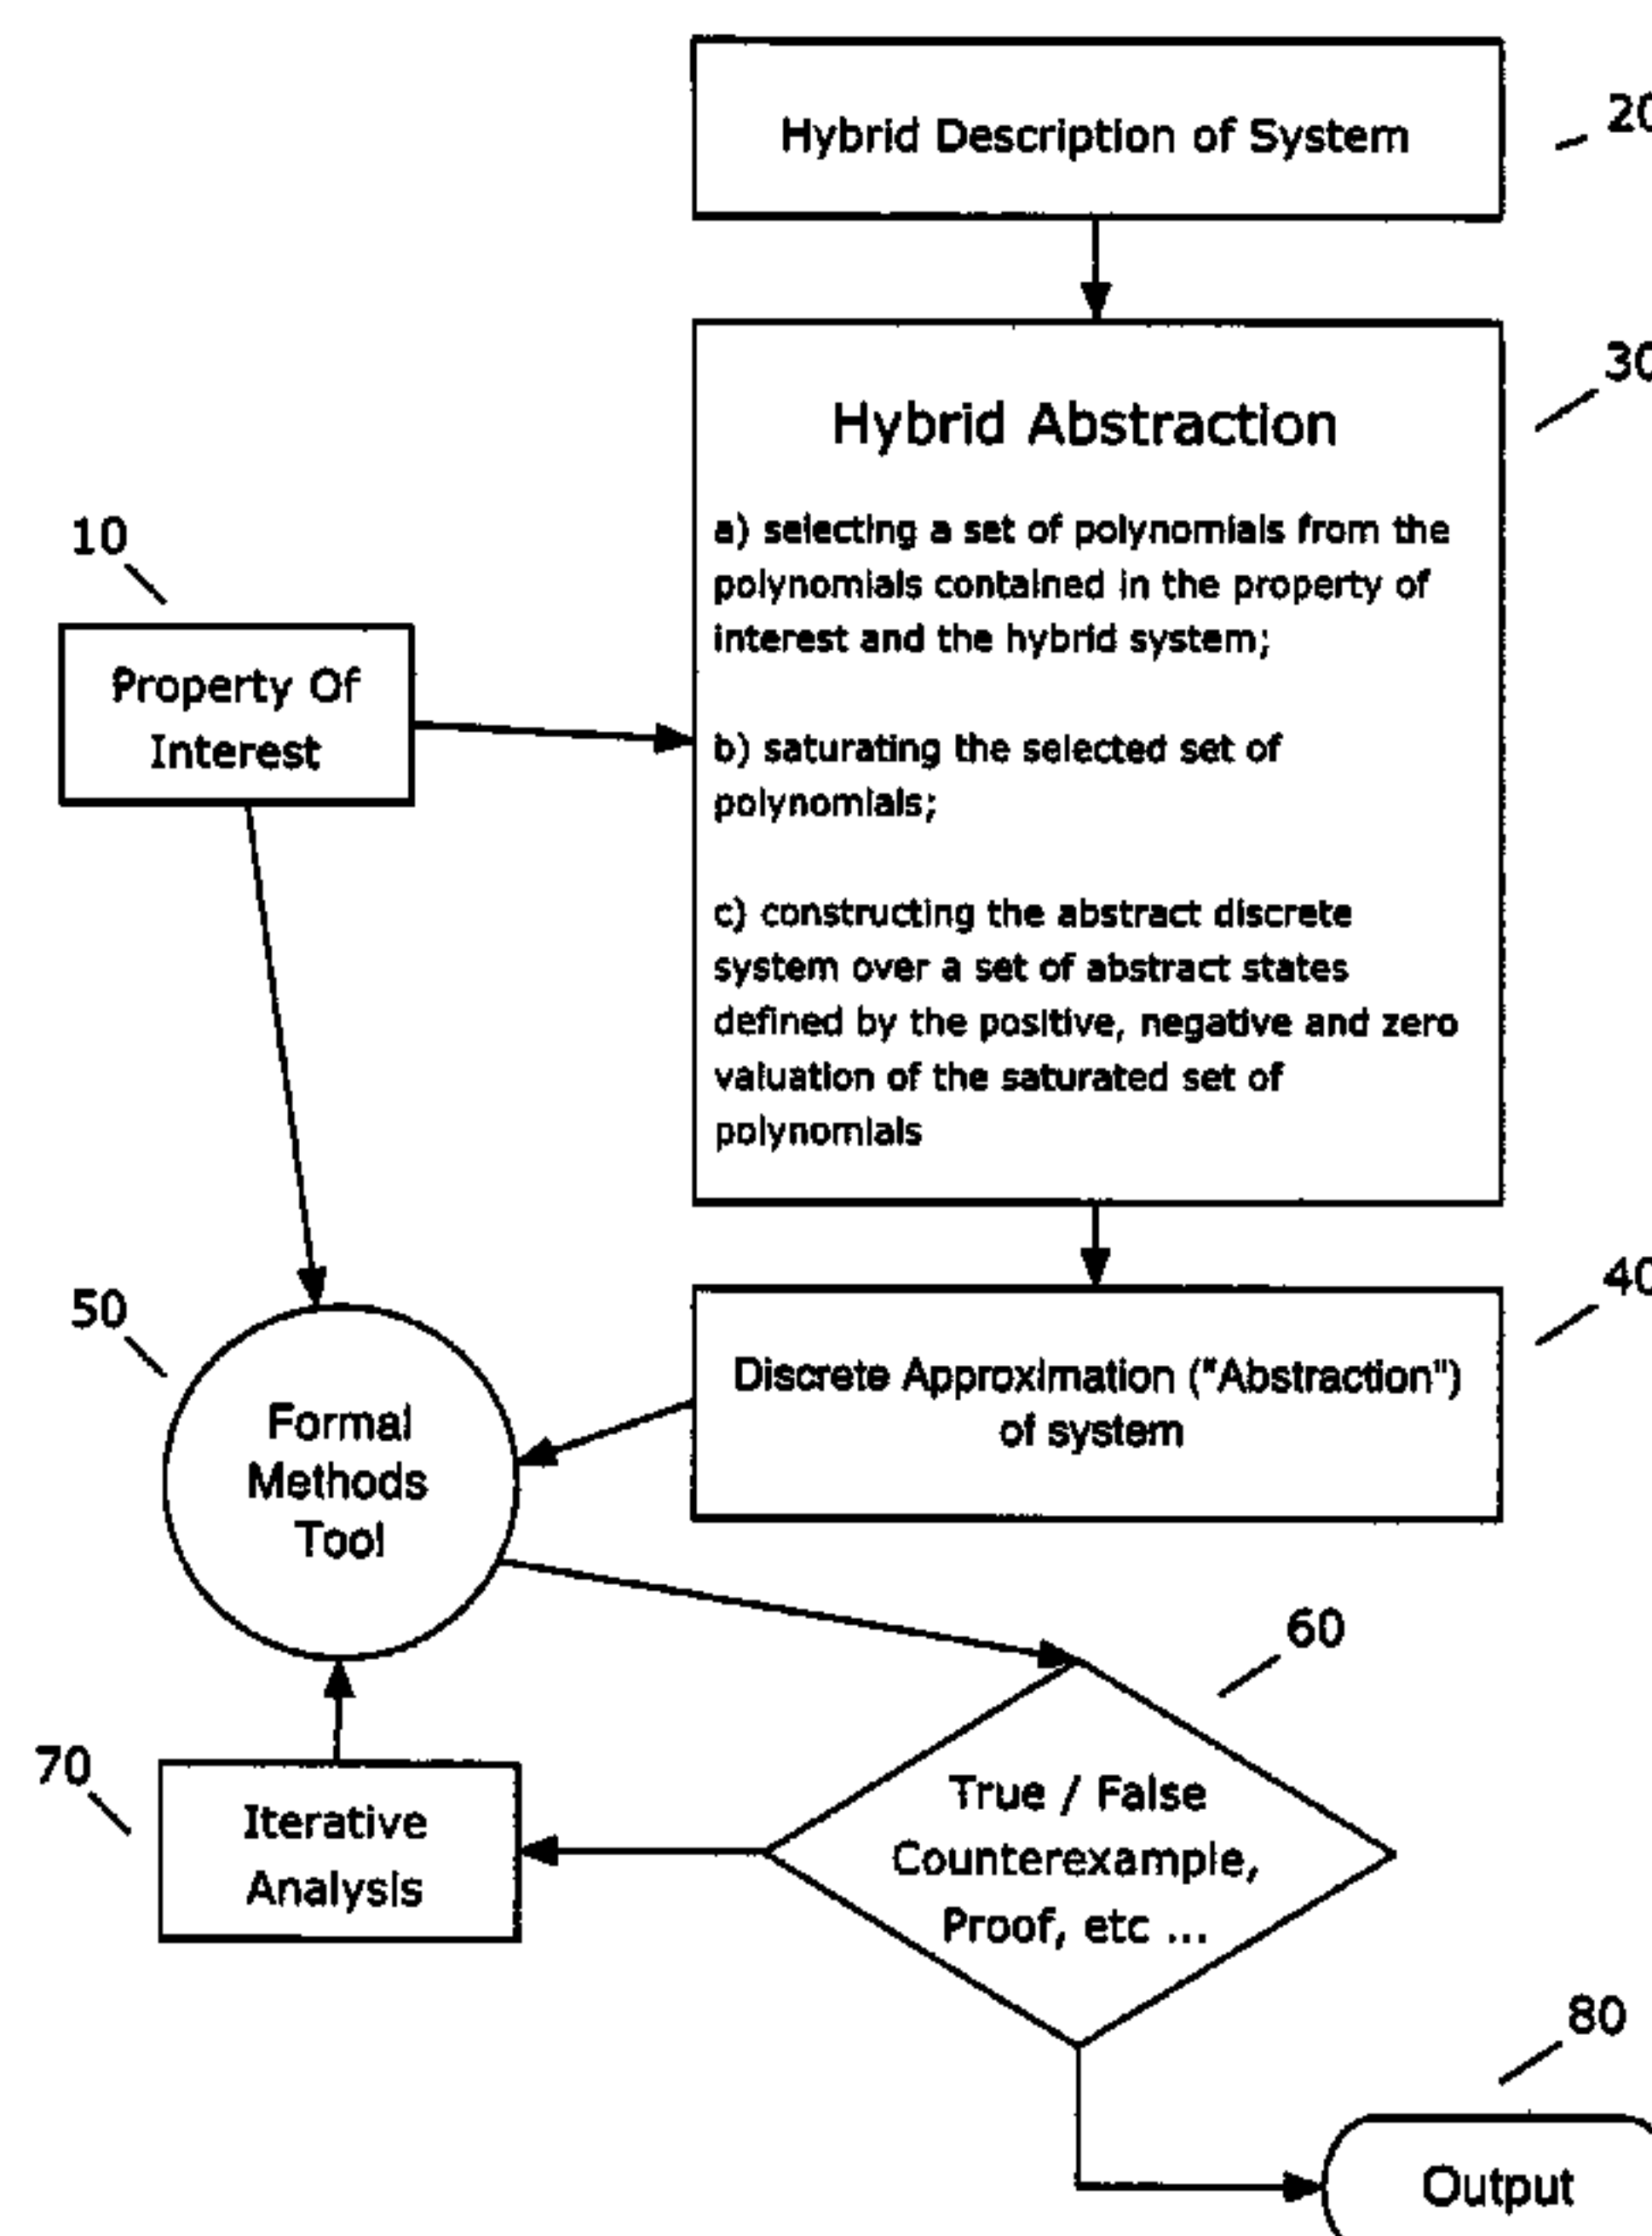 Hybrid Description of System
20
30
Hybrid Abstraction
a) selecting a set of polynomials from the
polynomials contained in the property of
interest and the hybrid system;
b) saturating the selected set of
polynomials;
c) constructing the abstract discrete
system over a set of abstract states
defined by the positive, negative and zero
valuation of the saturated set of
polynomials
10
Property Of
Interest
40
Discrete Approximation ("Abstraction")
of system
50
Formal
Methods
Tool
60
True / False
Counterexample,
Proof, etc ...
70
Iterative
Analysis
80
Output